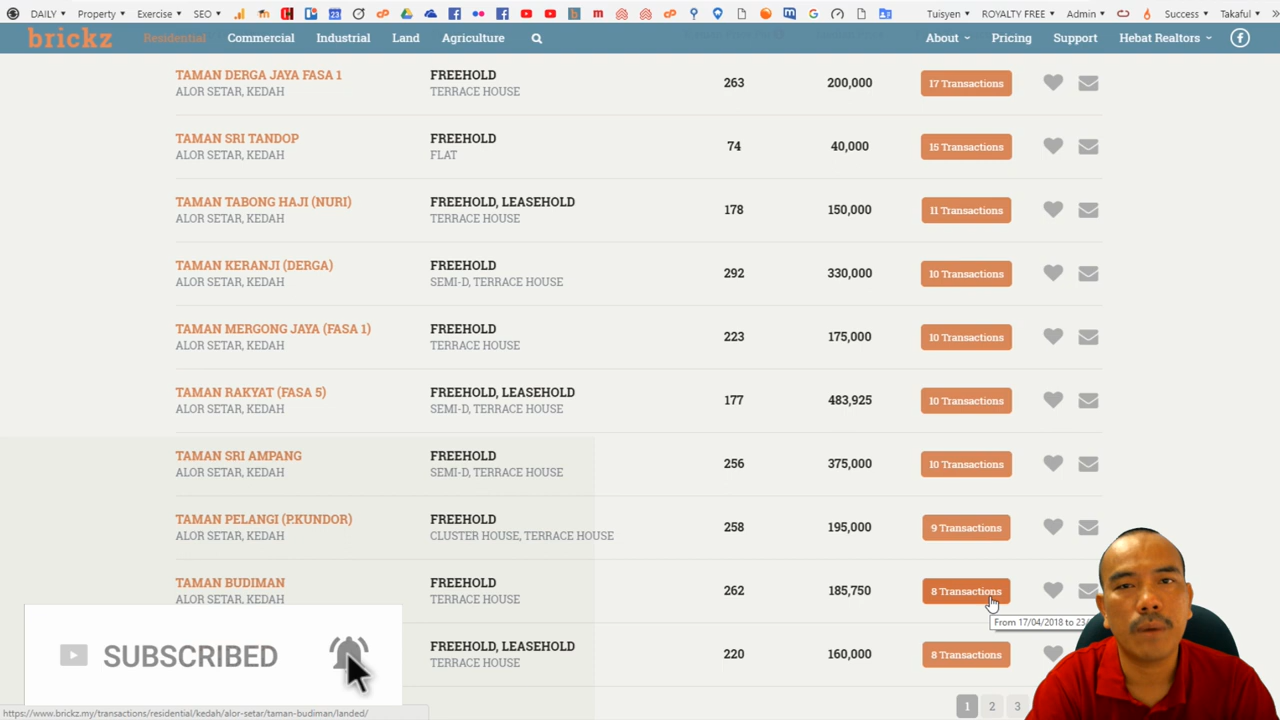 DAILY Property Exercise SEO Tuisyen ROYALTY FREE Admin Success Takaful
brickz Residential Commercial Industrial Land Agriculture About Pricing Support Hebat Realtors
TAMAN DERGA JAYA FASA 1 FREEHOLD 263 200,000 17 Transactions
ALOR SETAR, KEDAH TERRACE HOUSE
TAMAN SRI TANDOP FREEHOLD 74 40,000 15 Transactions
ALOR SETAR, KEDAH FLAT
TAMAN TABONG HAJI (NURI) FREEHOLD, LEASEHOLD 178 150,000 11 Transactions
ALOR SETAR, KEDAH TERRACE HOUSE
TAMAN KERANJI (DERGA) FREEHOLD 292 330,000 10 Transactions
ALOR SETAR, KEDAH SEMI-D, TERRACE HOUSE
TAMAN MERGONG JAYA (FASA 1) FREEHOLD 223 175,000 10 Transactions
ALOR SETAR, KEDAH TERRACE HOUSE
TAMAN RAKYAT (FASA 5) FREEHOLD, LEASEHOLD 177 483,925 10 Transactions
ALOR SETAR, KEDAH SEMI-D, TERRACE HOUSE
TAMAN SRI AMPANG FREEHOLD 256 375,000 10 Transactions
ALOR SETAR, KEDAH SEMI-D, TERRACE HOUSE
TAMAN PELANGI (P.KUNDOR) FREEHOLD 258 195,000 9 Transactions
ALOR SETAR, KEDAH CLUSTER HOUSE, TERRACE HOUSE
TAMAN BUDIMAN FREEHOLD 262 185,750 8 Transactions
ALOR SETAR, KEDAH TERRACE HOUSE
From 17/04/2018 to 23/
FREEHOLD, LEASEHOLD 220 160,000 8 Transactions
TERRACE HOUSE
SUBSCRIBED
1 2 3
https://www.brickz.my/transactions/residential/kedah/alor-setar/taman-budiman/landed/